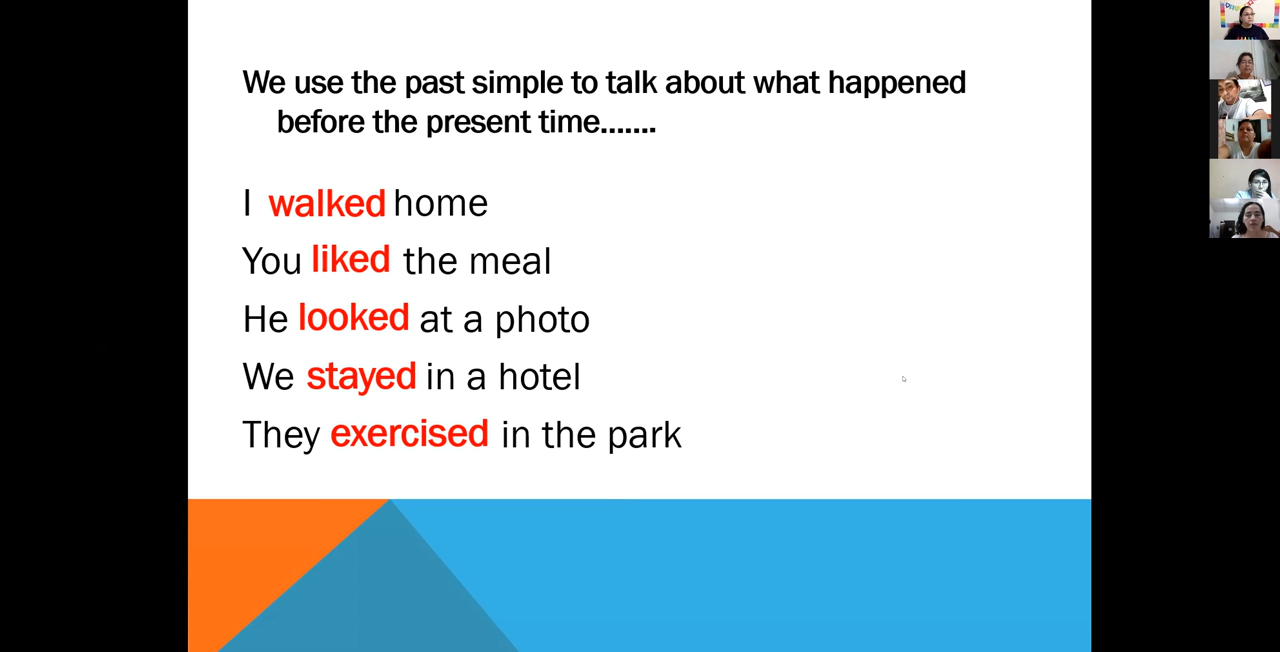 We use the past simple to talk about what happened
before the present time.......
I walked home
You liked the meal
He looked at a photo
We stayed in a hotel
They exercised in the park